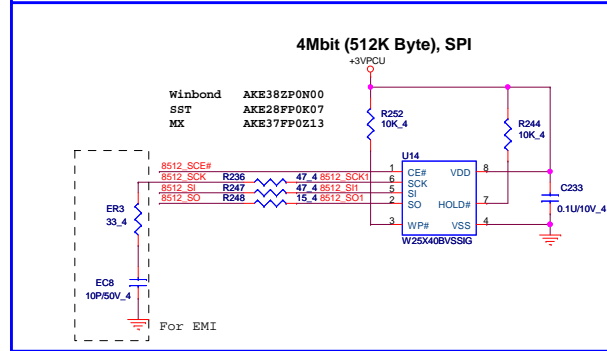 4Mbit (512K Byte), SPI
+3VPCU
Winbond AKE38ZP0N00
SST AKE28FP0K07
MX AKE37FP0Z13
R252
10K_4
R244
10K_4
U14
8512_SCE# 1 CE# VDD 8
8512_SCK R236 47_4 8512_SCK1 6 SCK
8512_SI R247 47_4 8512_SI1 5 SI
8512_SO R248 15_4 8512_SO1 2 SO HOLD# 7
3 WP# VSS 4
W25X40BVSSIG
C233
0.1U/10V_4
ER3
33_4
EC8
10P/50V_4
For EMI